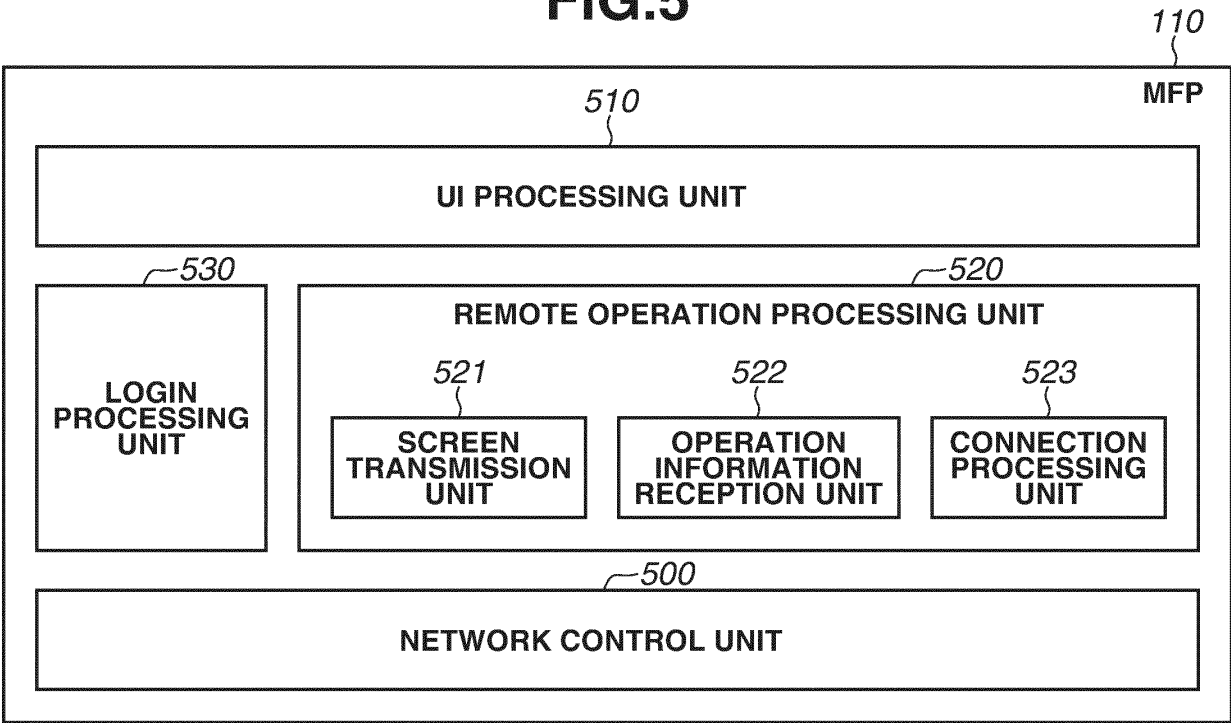 FIG.5
110
MFP
510
UI PROCESSING UNIT
530
520
LOGIN
PROCESSING
UNIT
REMOTE OPERATION PROCESSING UNIT
521
522
523
SCREEN
TRANSMISSION
UNIT
OPERATION
INFORMATION
RECEPTION UNIT
CONNECTION
PROCESSING
UNIT
500
NETWORK CONTROL UNIT